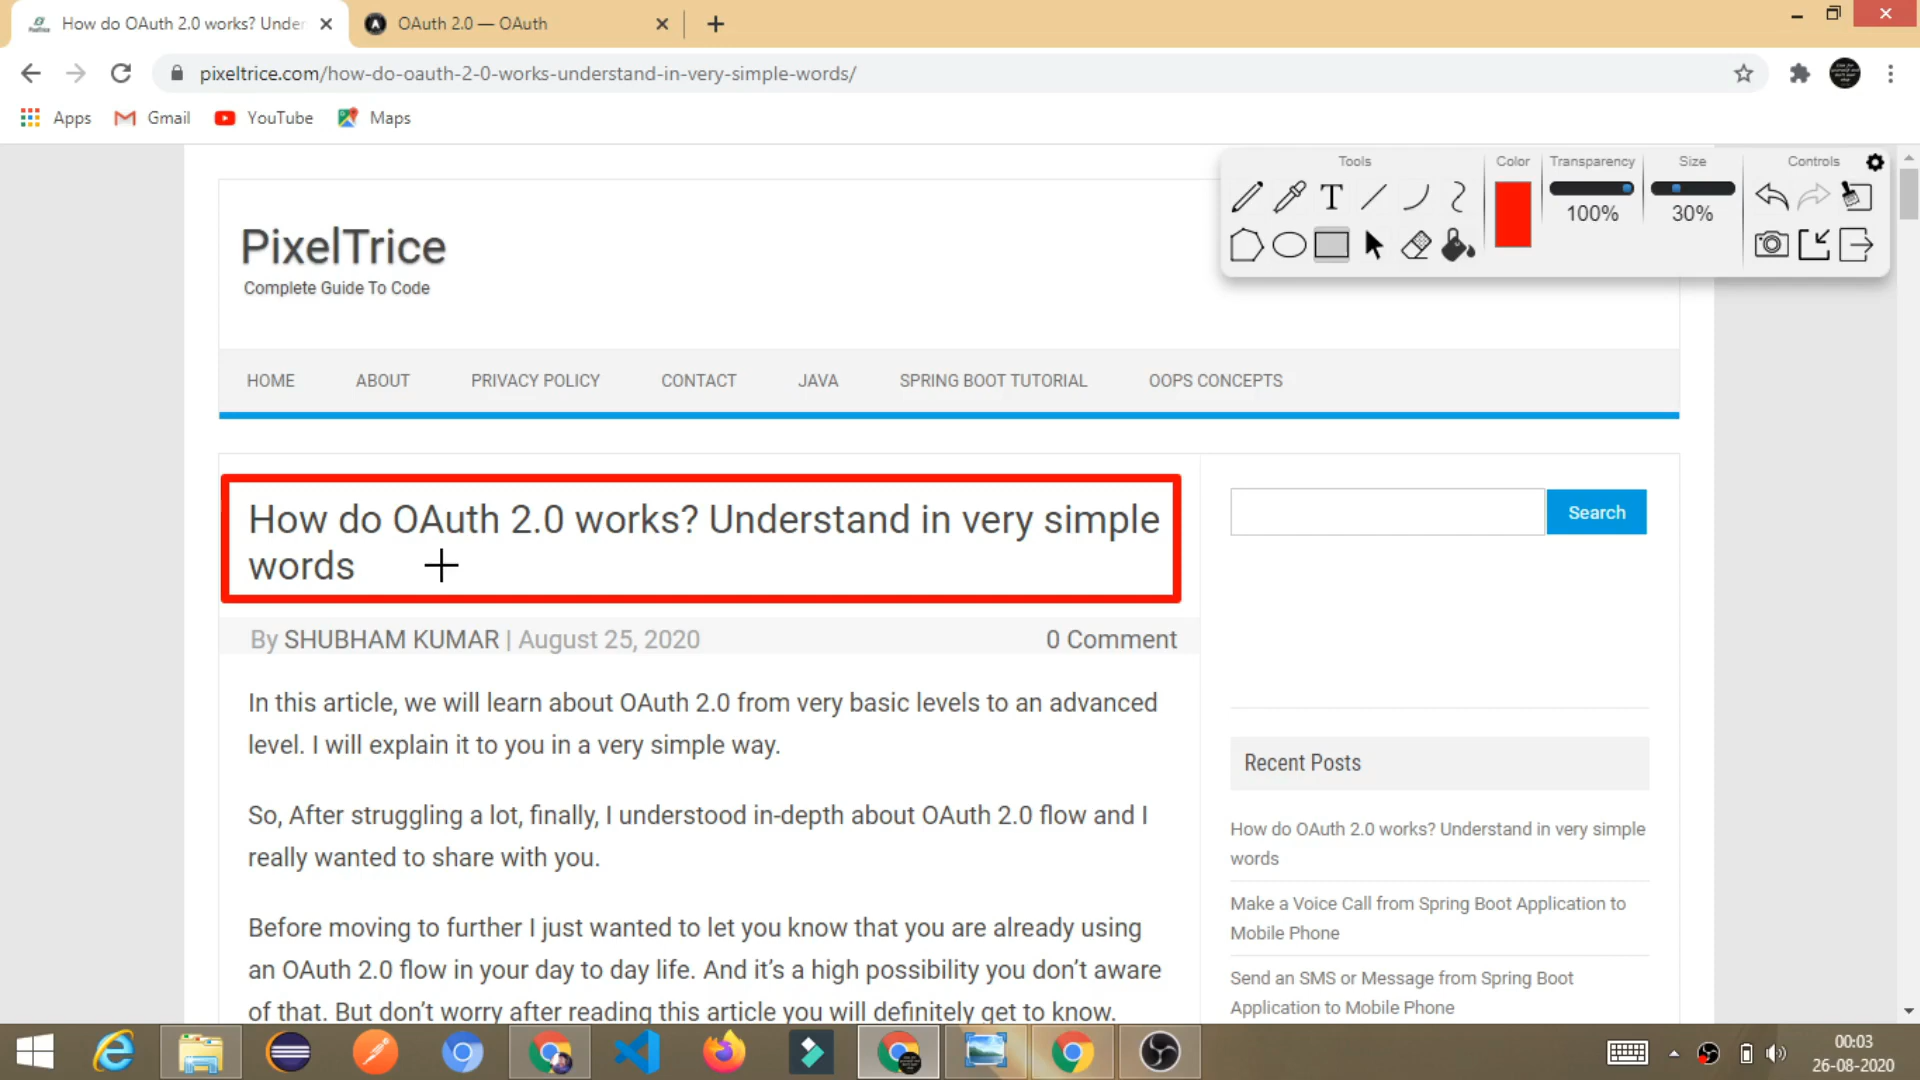 How do OAuth 2.0 works? Under
OAuth 2.0 — OAuth
pixeltrice.com/how-do-oauth-2-0-works-understand-in-very-simple-words/
Apps
Gmail
YouTube
Maps
Tools
Color
Transparency
Size
Controls
100%
30%
PixelTrice
Complete Guide To Code
HOME
ABOUT
PRIVACY POLICY
CONTACT
JAVA
SPRING BOOT TUTORIAL
OOPS CONCEPTS
How do OAuth 2.0 works? Understand in very simple
words
By SHUBHAM KUMAR | August 25, 2020
0 Comment
In this article, we will learn about OAuth 2.0 from very basic levels to an advanced
level. I will explain it to you in a very simple way.
So, After struggling a lot, finally, I understood in-depth about OAuth 2.0 flow and I
really wanted to share with you.
Before moving to further I just wanted to let you know that you are already using
an OAuth 2.0 flow in your day to day life. And it's a high possibility you don't aware
of that. But don't worry after reading this article you will definitely get to know.
Search
Recent Posts
How do OAuth 2.0 works? Understand in very simple
words
Make a Voice Call from Spring Boot Application to
Mobile Phone
Send an SMS or Message from Spring Boot
Application to Mobile Phone
00:03
26-08-2020